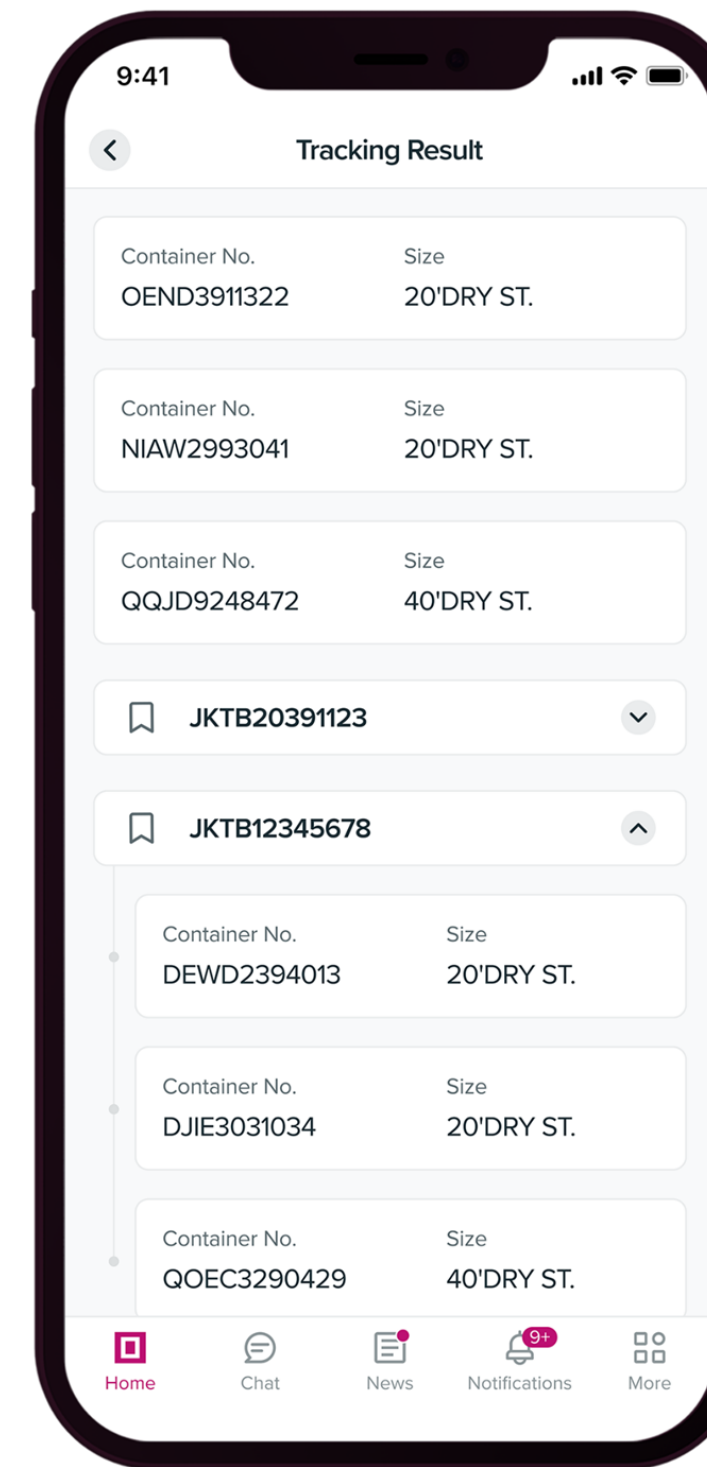 9:41
Tracking Result
Container No. Size
OEND3911322 20'DRY ST.
Container No. Size
NIAW2993041 20'DRY ST.
Container No. Size
QQJD9248472 40'DRY ST.
JKTB20391123
JKTB12345678
Container No. Size
DEWD2394013 20'DRY ST.
Container No. Size
DJIE3031034 20'DRY ST.
Container No. Size
QOEC3290429 40'DRY ST.
9+
Home Chat News Notifications More